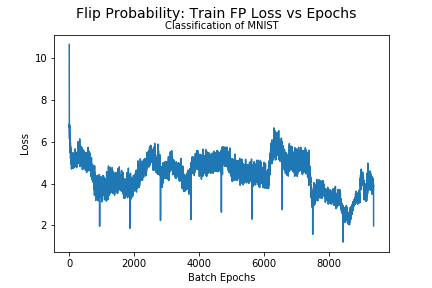 Flip Probability: Train FP Loss vs Epochs
Classification of MNIST
10
8
6
4
2
Loss
0
2000
4000
6000
8000
Batch Epochs